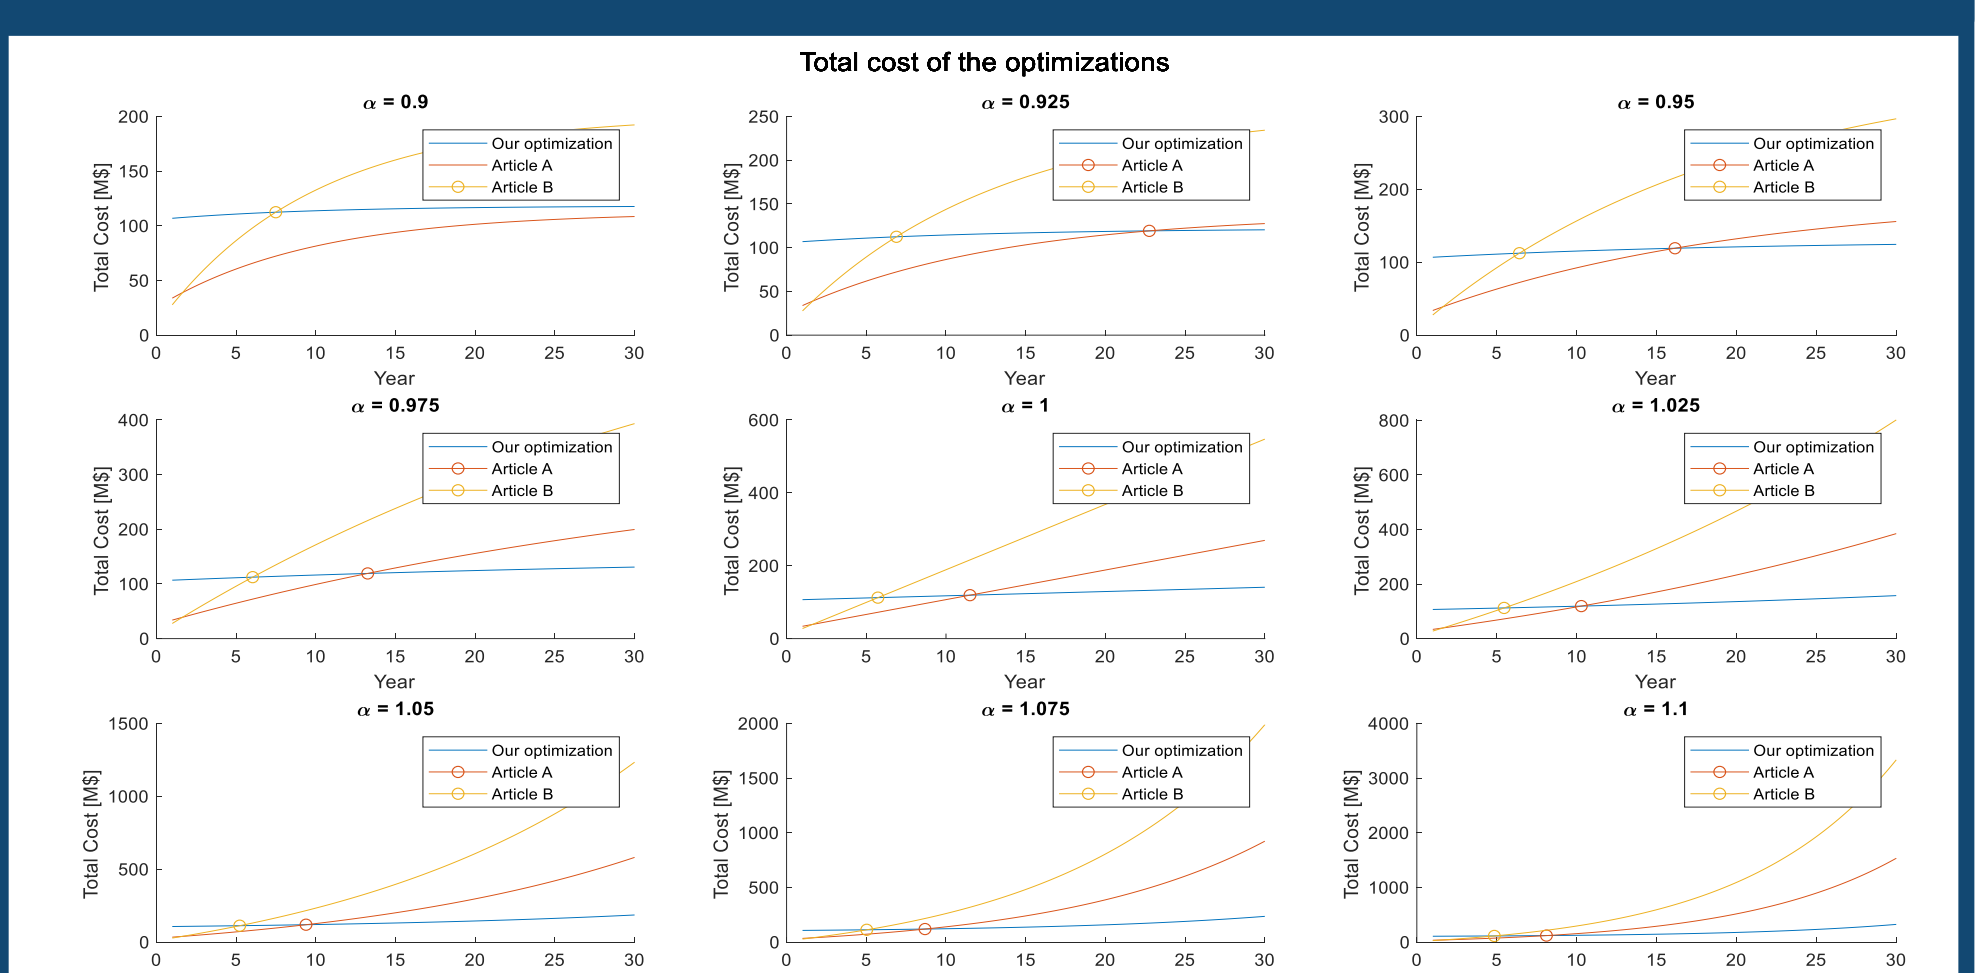 Total cost of the optimizations
α = 0.9
200
150
100
50
0
Total Cost [M$]
Our optimization
Article A
Article B
0 5 10 15 20 25 30
Year
α = 0.925
250
200
150
100
50
0
Total Cost [M$]
Our optimization
Article A
Article B
0 5 10 15 20 25 30
Year
α = 0.95
300
200
100
0
Total Cost [M$]
Our optimization
Article A
Article B
0 5 10 15 20 25 30
Year
α = 0.975
400
300
200
100
0
Total Cost [M$]
Our optimization
Article A
Article B
0 5 10 15 20 25 30
Year
α = 1
600
400
200
0
Total Cost [M$]
Our optimization
Article A
Article B
0 5 10 15 20 25 30
Year
α = 1.025
800
600
400
200
0
Total Cost [M$]
Our optimization
Article A
Article B
0 5 10 15 20 25 30
Year
α = 1.05
1500
1000
500
0
Total Cost [M$]
Our optimization
Article A
Article B
0 5 10 15 20 25 30
α = 1.075
2000
1500
1000
500
0
Total Cost [M$]
Our optimization
Article A
Article B
0 5 10 15 20 25 30
α = 1.1
4000
3000
2000
1000
0
Total Cost [M$]
Our optimization
Article A
Article B
0 5 10 15 20 25 30